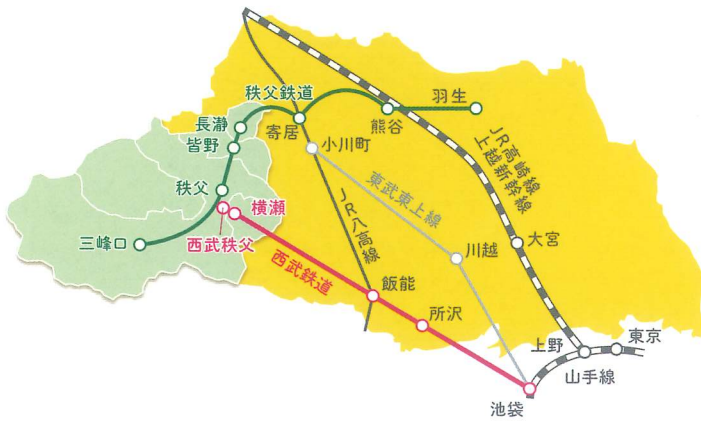 秩父鉄道
羽生
長瀞
寄居
熊谷
皆野
小川町
JR高崎線
上越新幹線
秩父
東武東上線
横瀬
JR八高線
三峰口
西武秩父
大宮
川越
西武鉄道
飯能
所沢
上野
東京
山手線
池袋